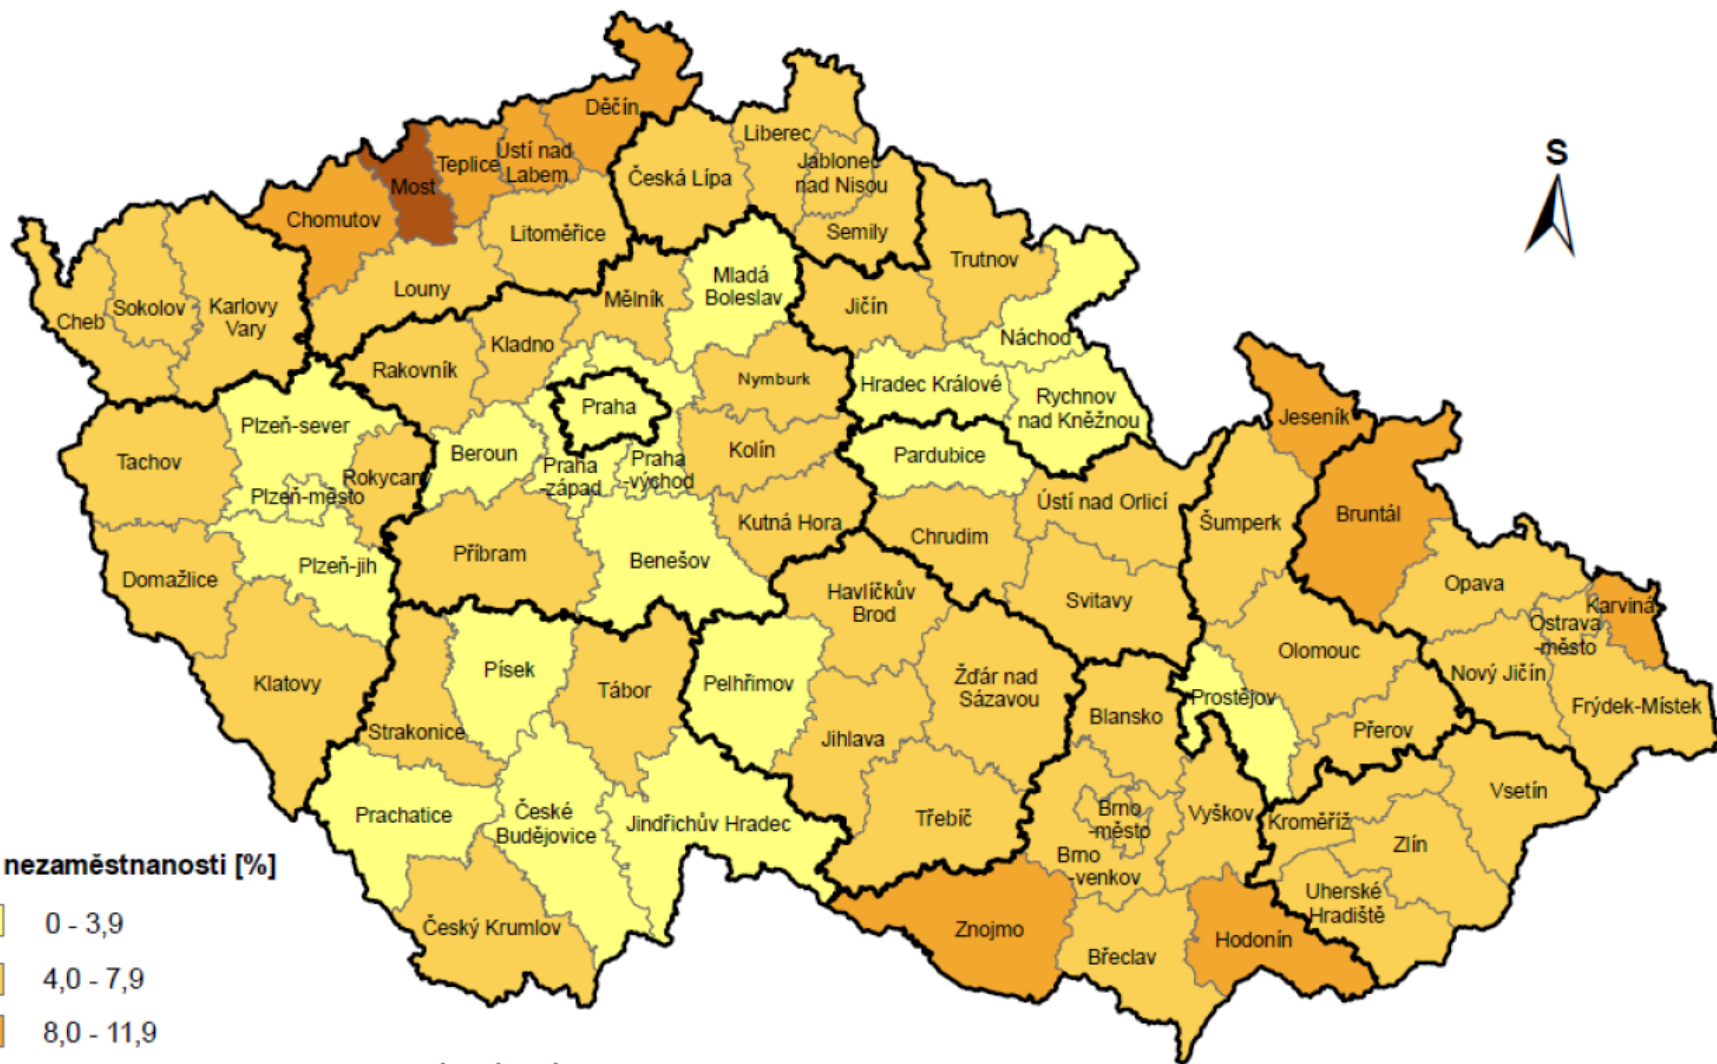 Děčín
Liberec
Teplice
Ústí nad
Labem
Jablonec
nad Nisou
S
Most
Česká Lípa
Chomutov
Litoměřice
Semily
Trutnov
Louny
Mladá
Boleslav
Mělník
Jičín
Cheb
Sokolov
Karlovy
Vary
Kladno
Náchod
Rakovník
Nymburk
Hradec Králové
Rychnov
nad Kněžnou
Praha
Jeseník
Plzeň-sever
Tachov
Beroun
Kolín
Pardubice
Rokycany
Praha
-západ
Praha
-východ
Plzeň-město
Ústí nad Orlicí
Bruntál
Kutná Hora
Šumperk
Chrudim
Příbram
Benešov
Plzeň-jih
Domažlice
Opava
Havlíčkův
Brod
Svitavy
Karviná
Ostrava
-město
Olomouc
Klatovy
Písek
Tábor
Pelhřimov
Žďár nad
Sázavou
Nový Jičín
Prostějov
Frýdek-Místek
Blansko
Strakonice
Jihlava
Přerov
Vsetín
Prachatice
České
Budějovice
Jindřichův Hradec
Třebíč
Brno
-město
Vyškov
Kroměříž
Zlín
Brno
-venkov
Uherské
Hradiště
Český Krumlov
Znojmo
Hodonín
Břeclav
nezaměstnanosti [%]
0 - 3,9
4,0 - 7,9
8,0 - 11,9